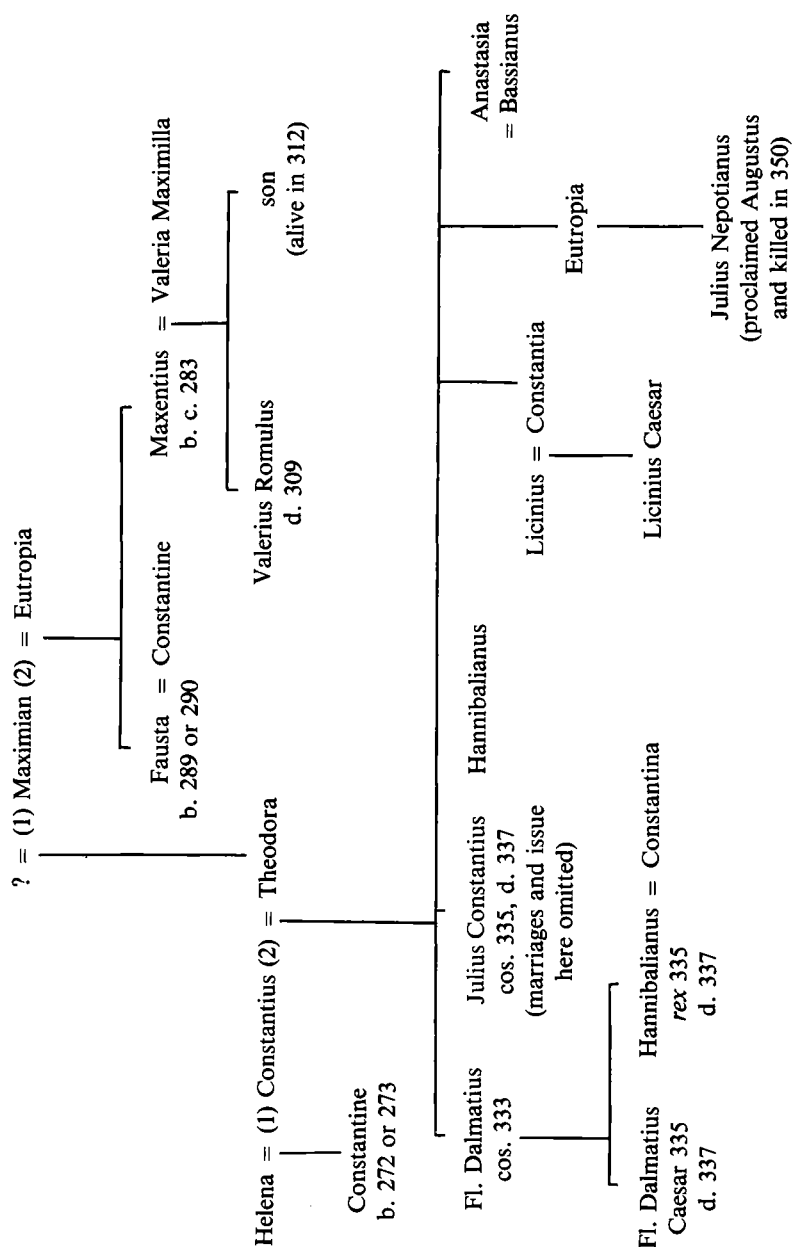 ? = (1) Maximian (2) = Eutropia
Fausta = Constantine
b. 289 or 290
Maxentius = Valeria Maximilla
b. c. 283
Valerius Romulus
d. 309
son
(alive in 312)
Helena = (1) Constantius (2) = Theodora
Constantine
b. 272 or 273
Fl. Dalmatius
cos. 333
Julius Constantius
cos. 335, d. 337
(marriages and issue
here omitted)
Hannibalianus
Licinius = Constantia
Eutropia
Anastasia
= Bassianus
Fl. Dalmatius
Caesar 335
d. 337
Hannibalianus = Constantina
rex 335
d. 337
Licinius Caesar
Julius Nepotianus
(proclaimed Augustus
and killed in 350)